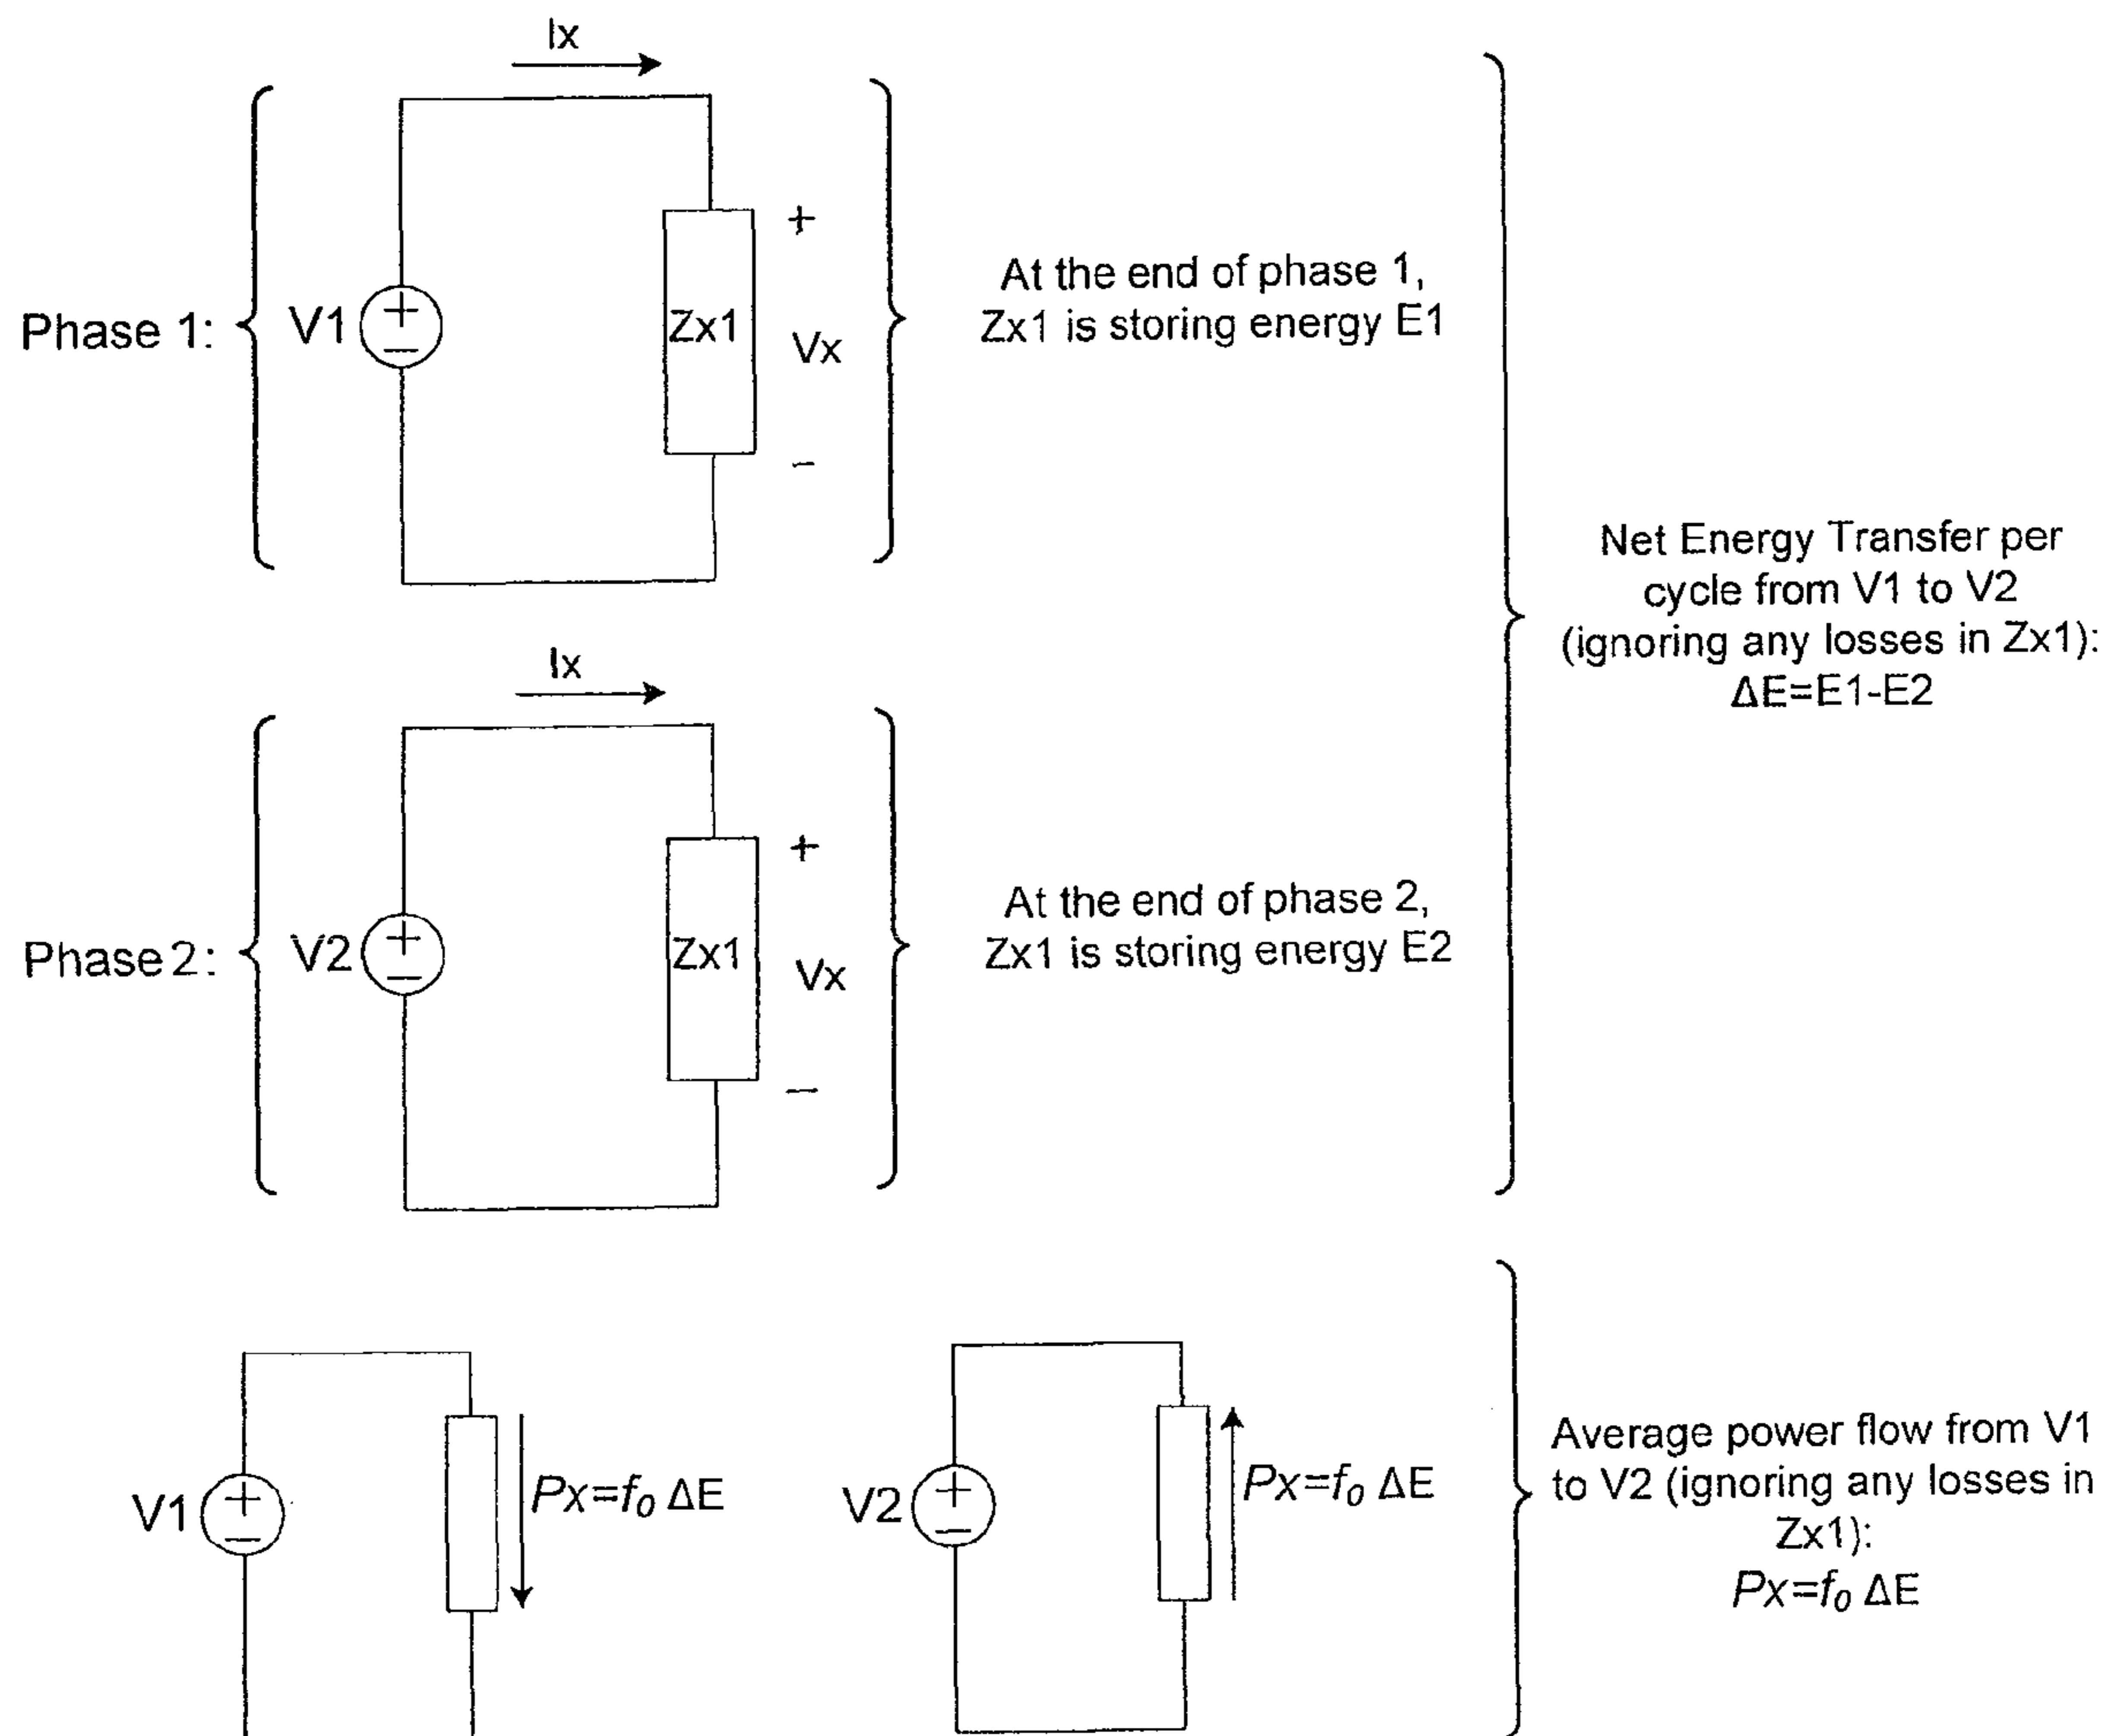 Ix
Phase 1:
V1
+
−
Zx1
+
Vx
−
At the end of phase 1,
Zx1 is storing energy E1
Net Energy Transfer per
cycle from V1 to V2
(ignoring any losses in Zx1):
ΔE=E1-E2
Ix
Phase 2:
V2
+
−
Zx1
+
Vx
−
At the end of phase 2,
Zx1 is storing energy E2
V1
+
−
Px=f₀ ΔE
V2
+
−
Px=f₀ ΔE
Average power flow from V1
to V2 (ignoring any losses in
Zx1):
Px=f₀ ΔE